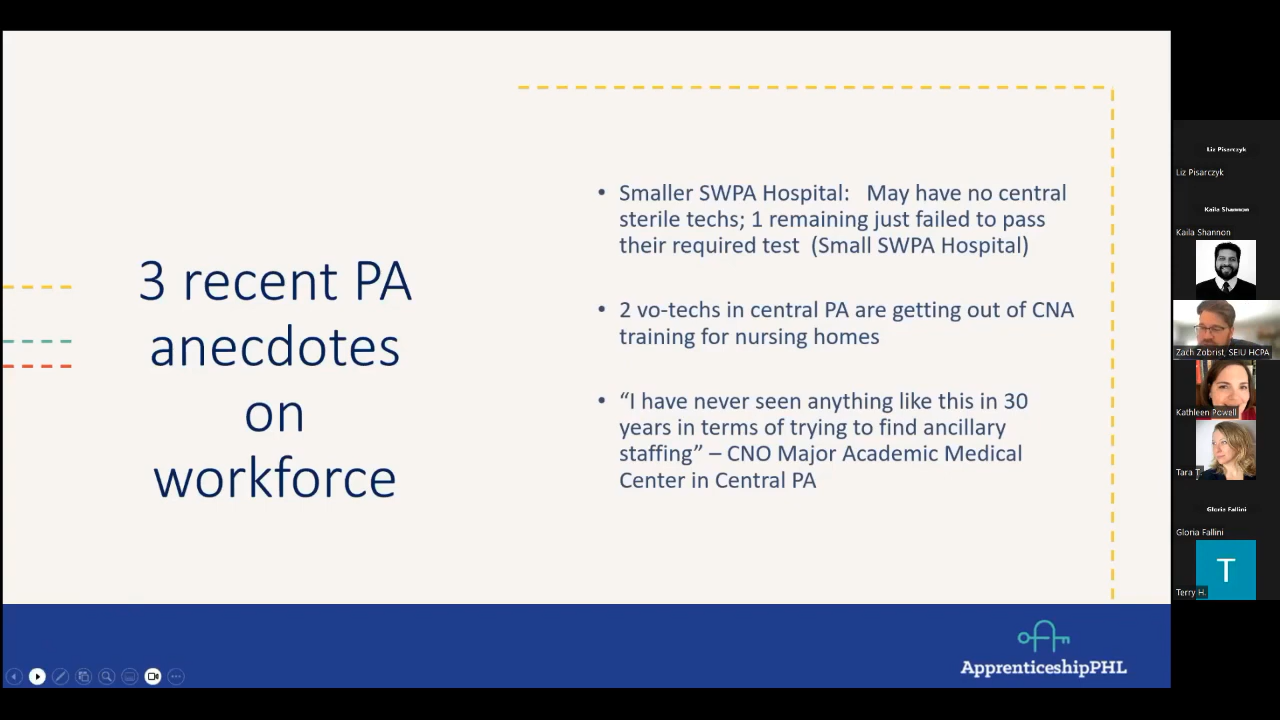 3 recent PA
anecdotes
on
workforce
• Smaller SWPA Hospital:   May have no central
sterile techs; 1 remaining just failed to pass
their required test  (Small SWPA Hospital)
• 2 vo-techs in central PA are getting out of CNA
training for nursing homes
• “I have never seen anything like this in 30
years in terms of trying to find ancillary
staffing” – CNO Major Academic Medical
Center in Central PA
ApprenticeshipPHL
Liz Pisarczyk
Liz Pisarczyk
Kaila Shannon
Kaila Shannon
Zach Zobrist, SEIU HCPA
Kathleen Powell
Tara T.
Gloria Fallini
Gloria Fallini
T
Terry H.